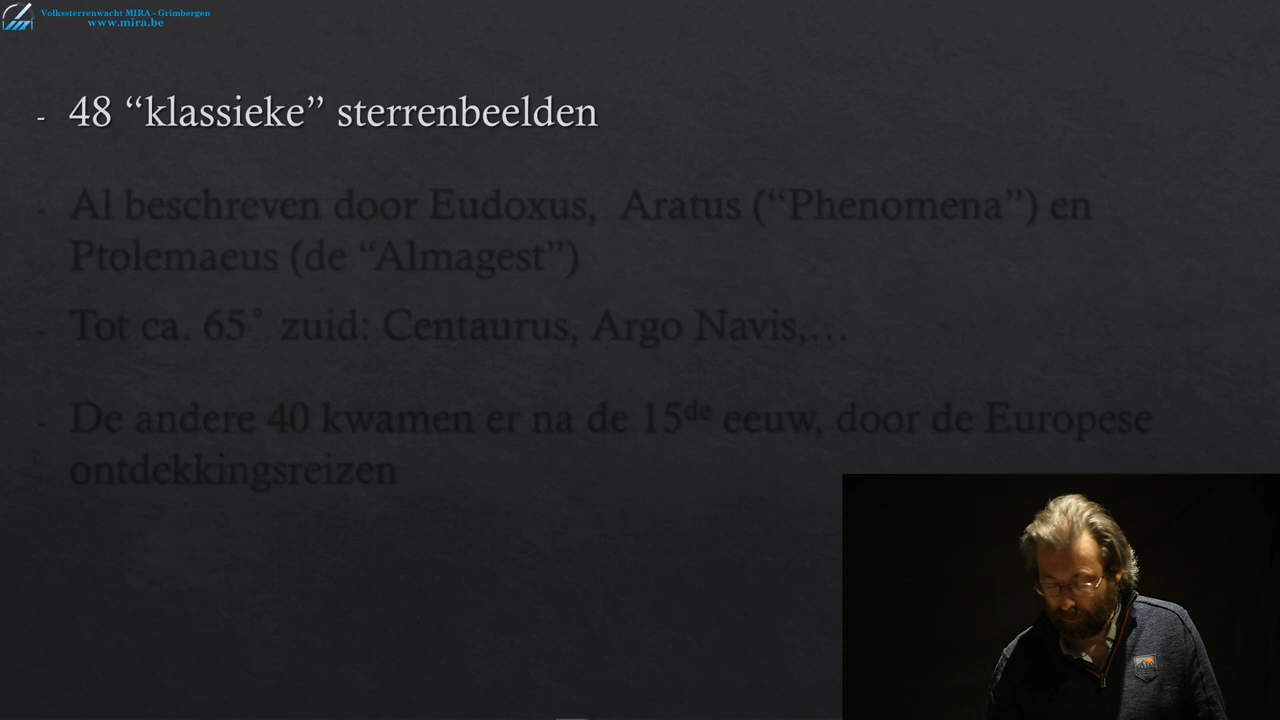 Volkssterrenwacht MIRA - Grimbergen
www.mira.be
- 48 “klassieke” sterrenbeelden
- Al beschreven door Eudoxus, Aratus (“Phenomena”) en
Ptolemaeus (de “Almagest”)
- Tot ca. 65° zuid: Centaurus, Argo Navis,…
- De andere 40 kwamen er na de 15de eeuw, door de Europese
ontdekkingsreizen